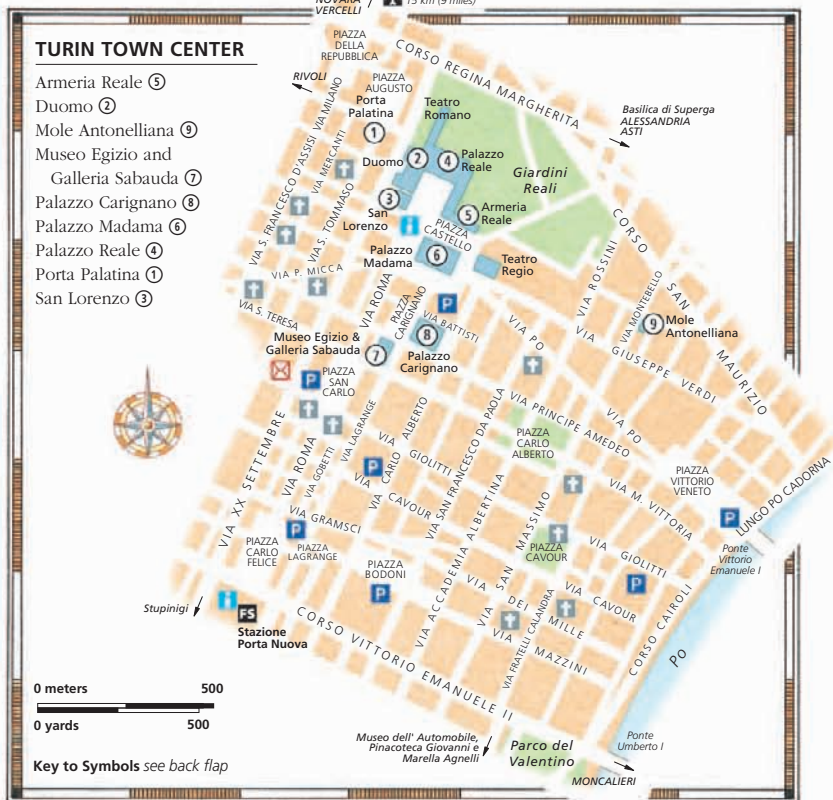 NOVARA
VERCELLI
15 km (9 miles)
TURIN TOWN CENTER
Armeria Reale ⑤
Duomo ②
Mole Antonelliana ⑨
Museo Egizio and
Galleria Sabauda ⑦
Palazzo Carignano ⑧
Palazzo Madama ⑥
Palazzo Reale ④
Porta Palatina ①
San Lorenzo ③
PIAZZA
DELLA
REPUBBLICA
CORSO REGINA MARGHERITA
RIVOLI
PIAZZA
AUGUSTO
Porta
Palatina
①
Teatro
Romano
Basilica di Superga
ALESSANDRIA
ASTI
VIA MILANO
VIA S. FRANCESCO D'ASSISI
VIA MERCANTI
VIA S. TOMMASO
Duomo ②
④ Palazzo
Reale
Giardini
Reali
③
San
Lorenzo
i
⑤ Armeria
Reale
PIAZZA
CASTELLO
Palazzo
Madama
⑥
Teatro
Regio
CORSO SAN MAURIZIO
VIA ROSSINI
VIA MONTEBELLO
⑨ Mole
Antonelliana
VIA P. MICCA
VIA S. TERESA
VIA ROMA
PIAZZA
CARIGNANO
P
VIA BATTISTI
VIA PO
VIA GIUSEPPE VERDI
Museo Egizio &
Galleria Sabauda
⑦
⑧
Palazzo
Carignano
P
PIAZZA
SAN
CARLO
VIA PRINCIPE AMEDEO
VIA PO
PIAZZA
CARLO
ALBERTO
VIA XX SETTEMBRE
VIA ROMA
VIA GOBETTI
VIA LAGRANGE
VIA CARLO ALBERTO
VIA GIOLITTI
P
VIA CAVOUR
VIA SAN FRANCESCO DA PAOLA
VIA ACCADEMIA ALBERTINA
VIA SAN MASSIMO
PIAZZA
VITTORIO
VENETO
VIA M. VITTORIA
P
LUNGO PO CADORNA
Ponte
Vittorio
Emanuele I
VIA GRAMSCI
P
PIAZZA
CARLO
FELICE
PIAZZA
LAGRANGE
PIAZZA
BODONI
P
PIAZZA
CAVOUR
VIA GIOLITTI
VIA CAVOUR
P
VIA DEI MILLE
VIA FRATELLI CALANDRA
VIA MAZZINI
CORSO CAIROLI
Po
Stupinigi
i
FS
Stazione
Porta Nuova
CORSO VITTORIO EMANUELE II
0 meters 500
0 yards 500
Key to Symbols see back flap
Museo dell' Automobile,
Pinacoteca Giovanni e
Marella Agnelli
Parco del
Valentino
Ponte
Umberto I
MONCALIERI